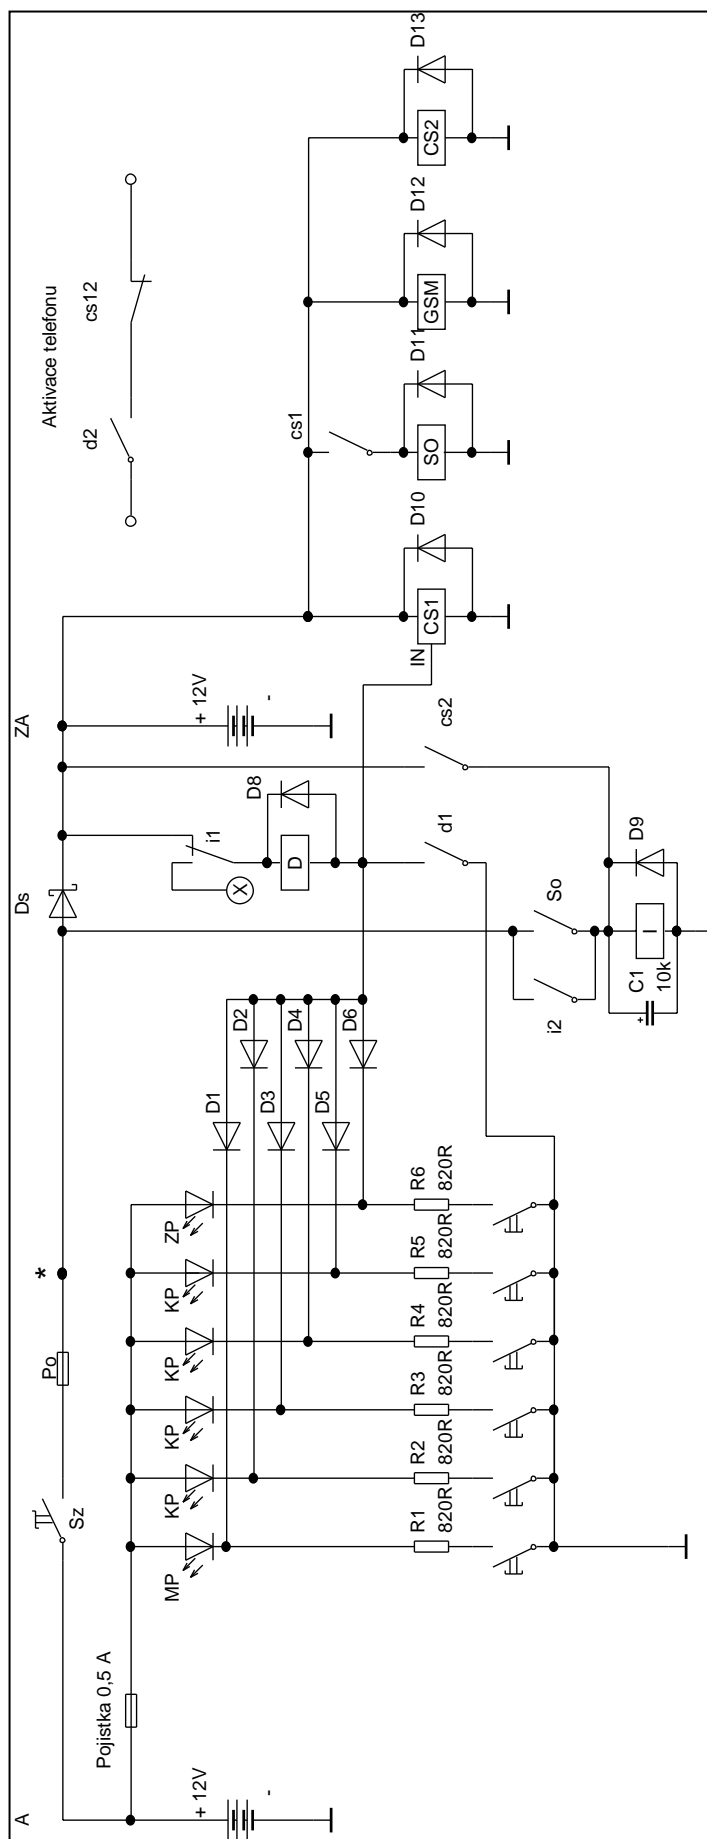 A
Sz
Po
*
Ds
ZA
Pojistka 0,5 A
+ 12V
-
MP
KP
KP
KP
KP
ZP
D1
D2
D3
D4
D5
D6
R1
820R
R2
820R
R3
820R
R4
820R
R5
820R
R6
820R
i1
X
D
D8
d1
cs2
+ 12V
-
i2
So
C1
10k
I
D9
Aktivace telefonu
d2
cs12
cs1
IN
CS1
D10
SO
D11
GSM
D12
CS2
D13
+